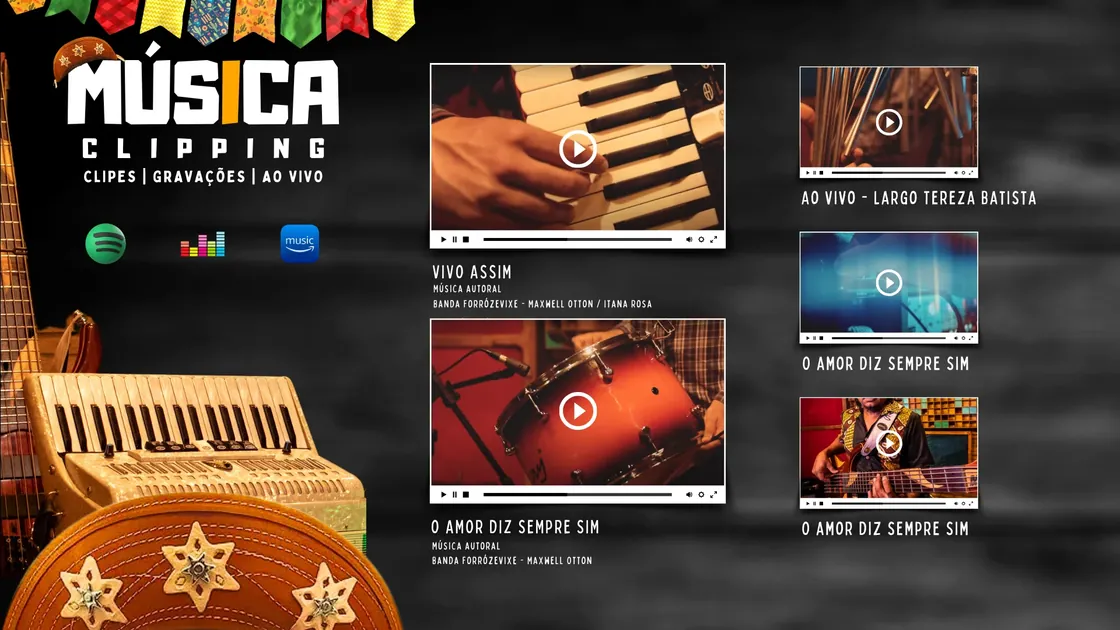 MÚSICA
CLIPPING
CLIPES | GRAVAÇÕES | AO VIVO
music
VIVO ASSIM
MÚSICA AUTORAL
BANDA FORRÓZEVIXE - MAXWELL OTTON / ITANA ROSA
O AMOR DIZ SEMPRE SIM
MÚSICA AUTORAL
BANDA FORRÓZEVIXE - MAXWELL OTTON
AO VIVO - LARGO TEREZA BATISTA
O AMOR DIZ SEMPRE SIM
O AMOR DIZ SEMPRE SIM